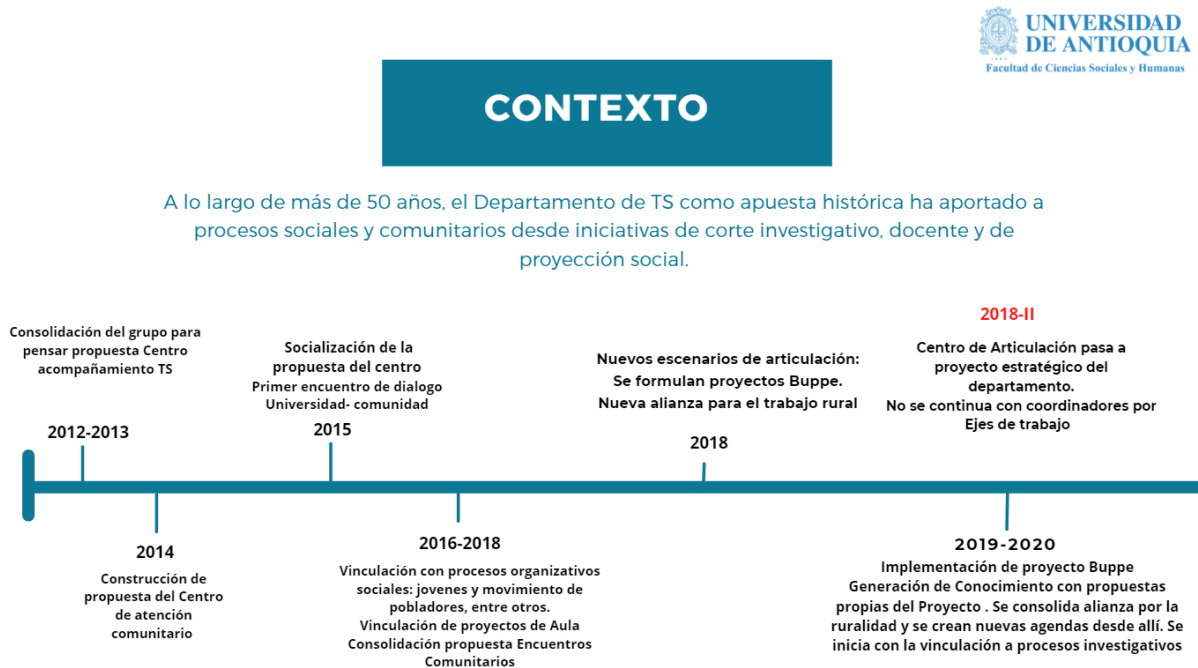 UNIVERSIDAD
DE ANTIOQUIA
1803
Facultad de Ciencias Sociales y Humanas
CONTEXTO
A lo largo de más de 50 años, el Departamento de TS como apuesta histórica ha aportado a
procesos sociales y comunitarios desde iniciativas de corte investigativo, docente y de
proyección social.
Consolidación del grupo para
pensar propuesta Centro
acompañamiento TS
2012-2013
2014
Construcción de
propuesta del Centro
de atención
comunitario
Socialización de la
propuesta del centro
Primer encuentro de dialogo
Universidad- comunidad
2015
2016-2018
Vinculación con procesos organizativos
sociales: jovenes y movimiento de
pobladores, entre otros.
Vinculación de proyectos de Aula
Consolidación propuesta Encuentros
Comunitarios
Nuevos escenarios de articulación:
Se formulan proyectos Buppe.
Nueva alianza para el trabajo rural
2018
2018-II
Centro de Articulación pasa a
proyecto estratégico del
departamento.
No se continua con coordinadores por
Ejes de trabajo
2019-2020
Implementación de proyecto Buppe
Generación de Conocimiento con propuestas
propias del Proyecto . Se consolida alianza por la
ruralidad y se crean nuevas agendas desde allí. Se
inicia con la vinculación a procesos investigativos